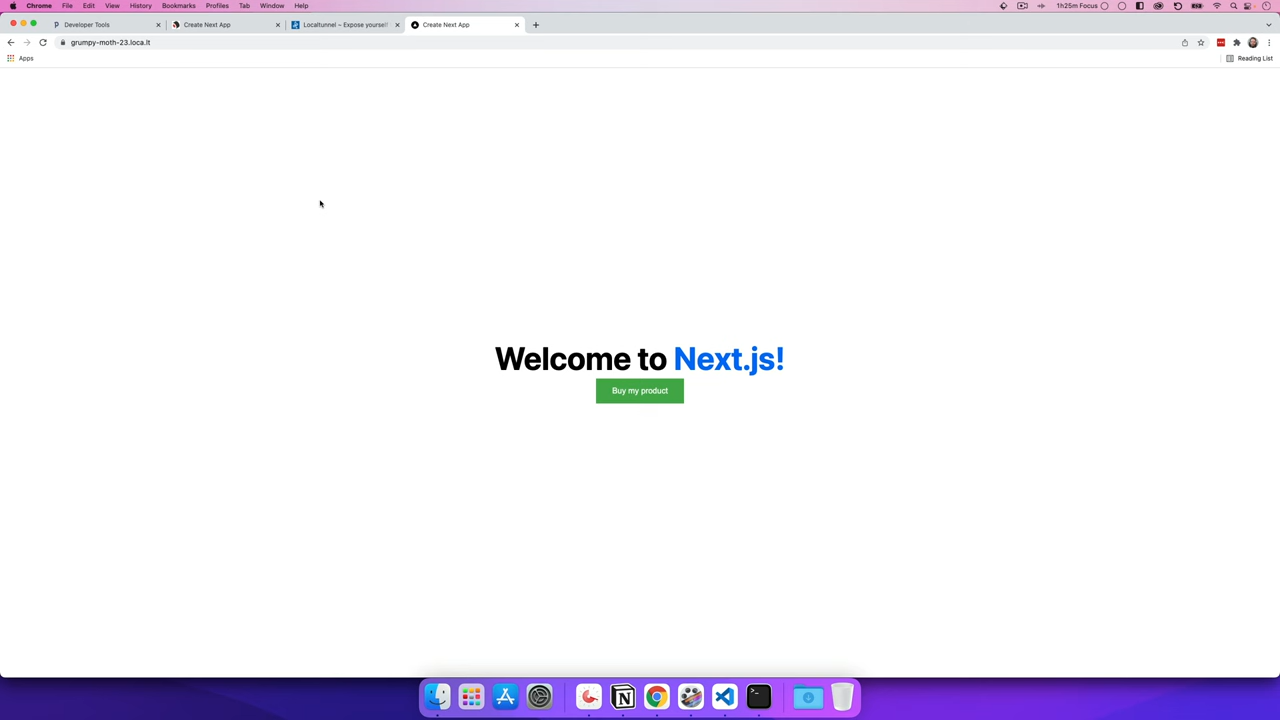 Chrome File Edit View History Bookmarks Profiles Tab Window Help 1h25m Focus
Developer Tools Create Next App Localtunnel – Expose yourself Create Next App
grumpy-moth-23.loca.lt
Apps Reading List
Welcome to Next.js!
Buy my product